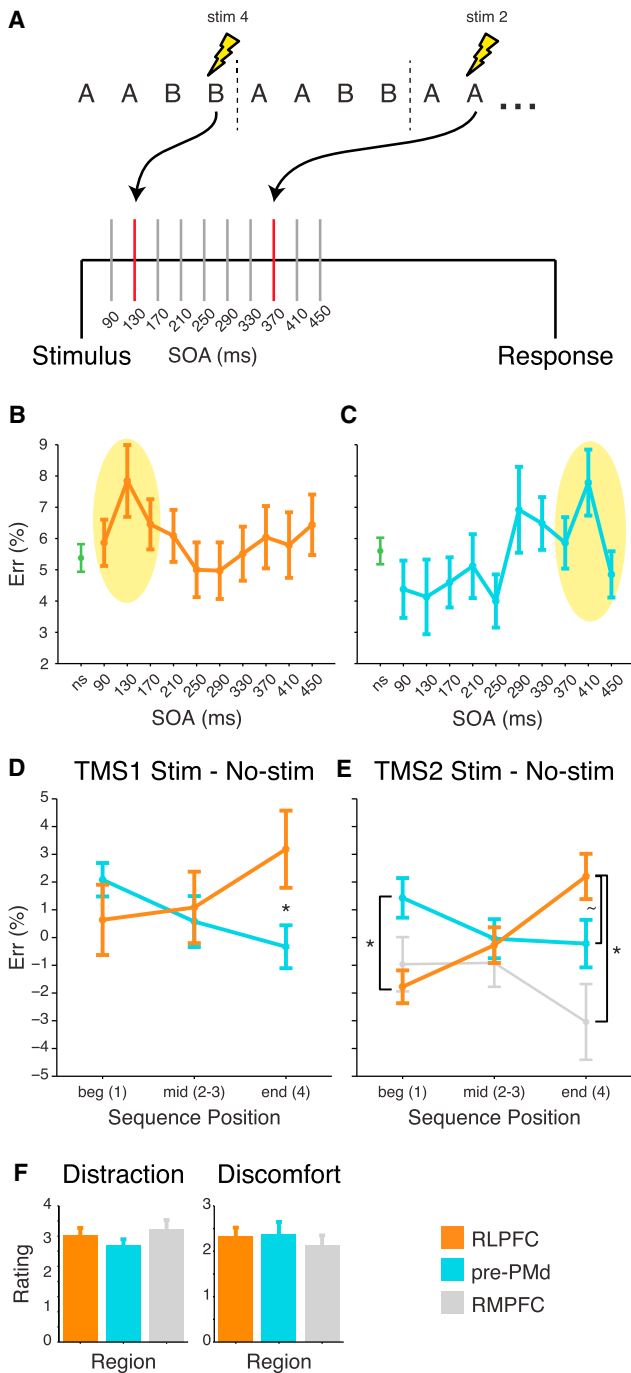 A
stim 4 stim 2
A A B B A A B B A A ...
90 130 170 210 250 290 330 370 410 450
Stimulus SOA (ms) Response
B
Err (%)
9
8
7
6
5
4
3
2
ns 90 130 170 210 250 290 330 370 410 450
SOA (ms)
C
ns 90 130 170 210 250 290 330 370 410 450
SOA (ms)
D TMS1 Stim - No-stim
Err (%)
5
4
3
2
1
0
−1
−2
−3
−4
−5
*
beg (1) mid (2-3) end (4)
Sequence Position
E TMS2 Stim - No-stim
* ~ *
beg (1) mid (2-3) end (4)
Sequence Position
F
Distraction
Rating
4
3
2
1
0
Region
Discomfort
3
2
1
0
Region
RLPFC
pre-PMd
RMPFC